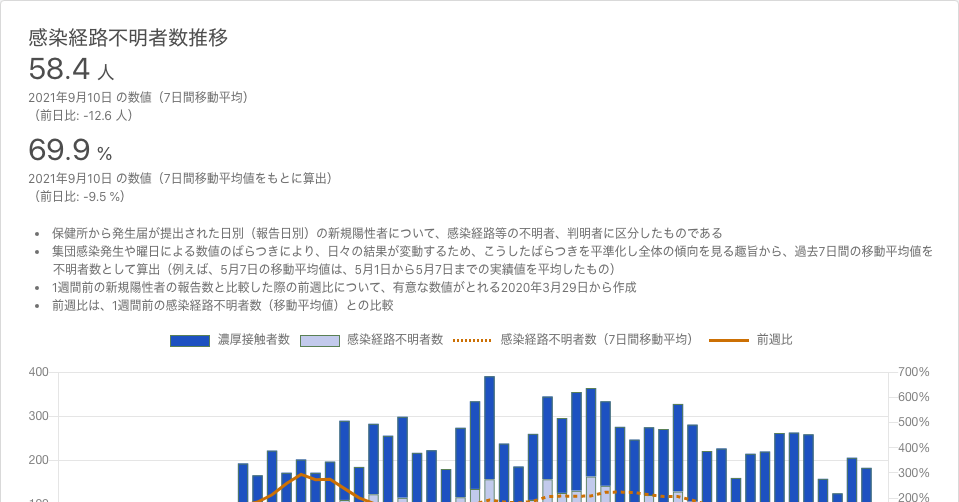 感染経路不明者数推移
58.4 人
2021年9月10日 の数値（7日間移動平均）
（前日比: -12.6 人）
69.9 %
2021年9月10日 の数値（7日間移動平均値をもとに算出）
（前日比: -9.5 %）
• 保健所から発生届が提出された日別（報告日別）の新規陽性者について、感染経路等の不明者、判明者に区分したものである
• 集団感染発生や曜日による数値のばらつきにより、日々の結果が変動するため、こうしたばらつきを平準化し全体の傾向を見る趣旨から、過去7日間の移動平均値を
不明者数として算出（例えば、5月7日の移動平均値は、5月1日から5月7日までの実績値を平均したもの）
• 1週間前の新規陽性者の報告数と比較した際の前週比について、有意な数値がとれる2020年3月29日から作成
• 前週比は、1週間前の感染経路不明者数（移動平均値）との比較
濃厚接触者数 感染経路不明者数 感染経路不明者数（7日間移動平均） 前週比
400 700%
600%
300 500%
400%
200 300%
100 200%